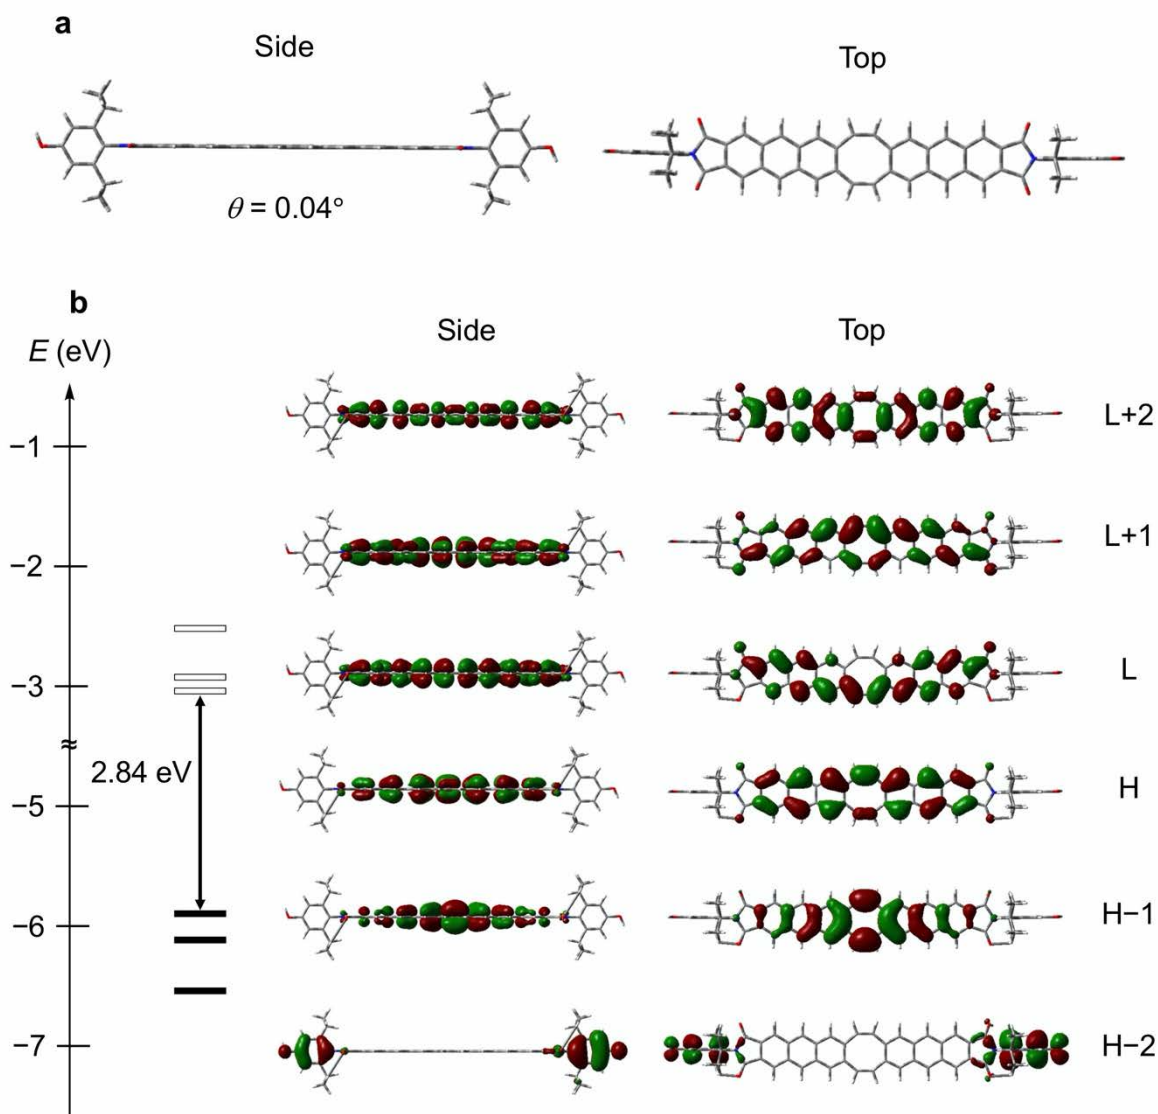 a
Side
Top
θ = 0.04°
b
Side
Top
E (eV)
L+2
−1
L+1
−2
L
−3
≈
2.84 eV
H
−5
H−1
−6
H−2
−7